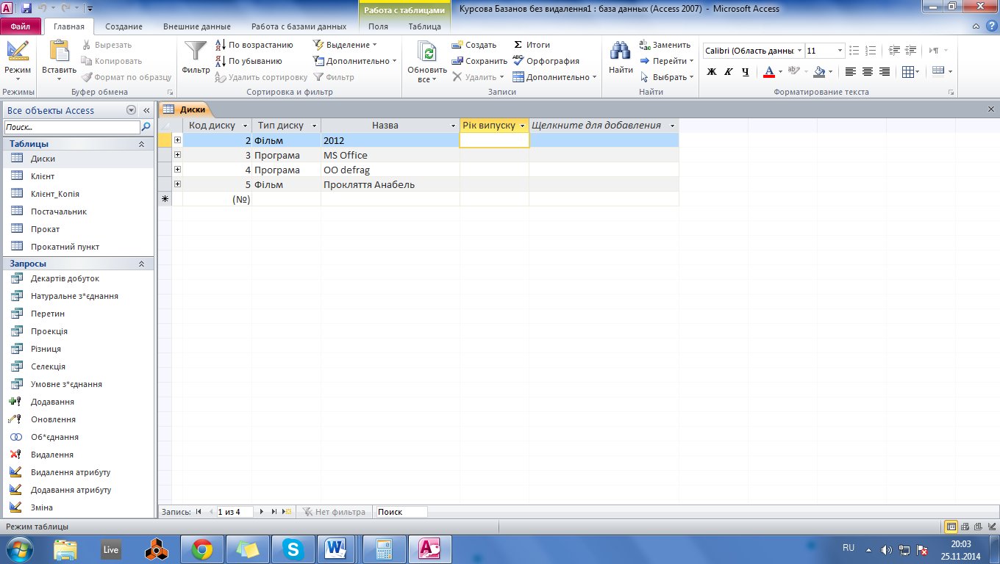 Работа с таблицами
Курсова Базанов без видалення1 : база данных (Access 2007) - Microsoft Access
Файл
Главная
Создание
Внешние данные
Работа с базами данных
Поля
Таблица
Режим
Режимы
Вставить
Вырезать
Копировать
Формат по образцу
Буфер обмена
Фильтр
По возрастанию
По убыванию
Удалить сортировку
Выделение
Дополнительно
Фильтр
Сортировка и фильтр
Обновить
все
Создать
Сохранить
Удалить
Σ Итоги
Орфография
Дополнительно
Записи
Найти
Заменить
Перейти
Выбрать
Найти
Calibri (Область данны:
11
Ж К Ч
Форматирование текста
Все объекты Access
Поиск...
Таблицы
Диски
Клієнт
Клієнт_Копія
Постачальник
Прокат
Прокатний пункт
Запросы
Декартів добуток
Натуральне з*єднання
Перетин
Проекція
Різниця
Селекція
Умовне з*єднання
Додавання
Оновлення
Об*єднання
Видалення
Видалення атрибуту
Додавання атрибуту
Зміна
Диски
Код диску Тип диску Назва Рік випуску Щелкните для добавления
2 Фільм 2012
3 Програма MS Office
4 Програма OO defrag
5 Фільм Прокляття Анабель
(№)
Запись: 1 из 4 Нет фильтра Поиск
Режим таблицы
Live
RU
20:03
25.11.2014